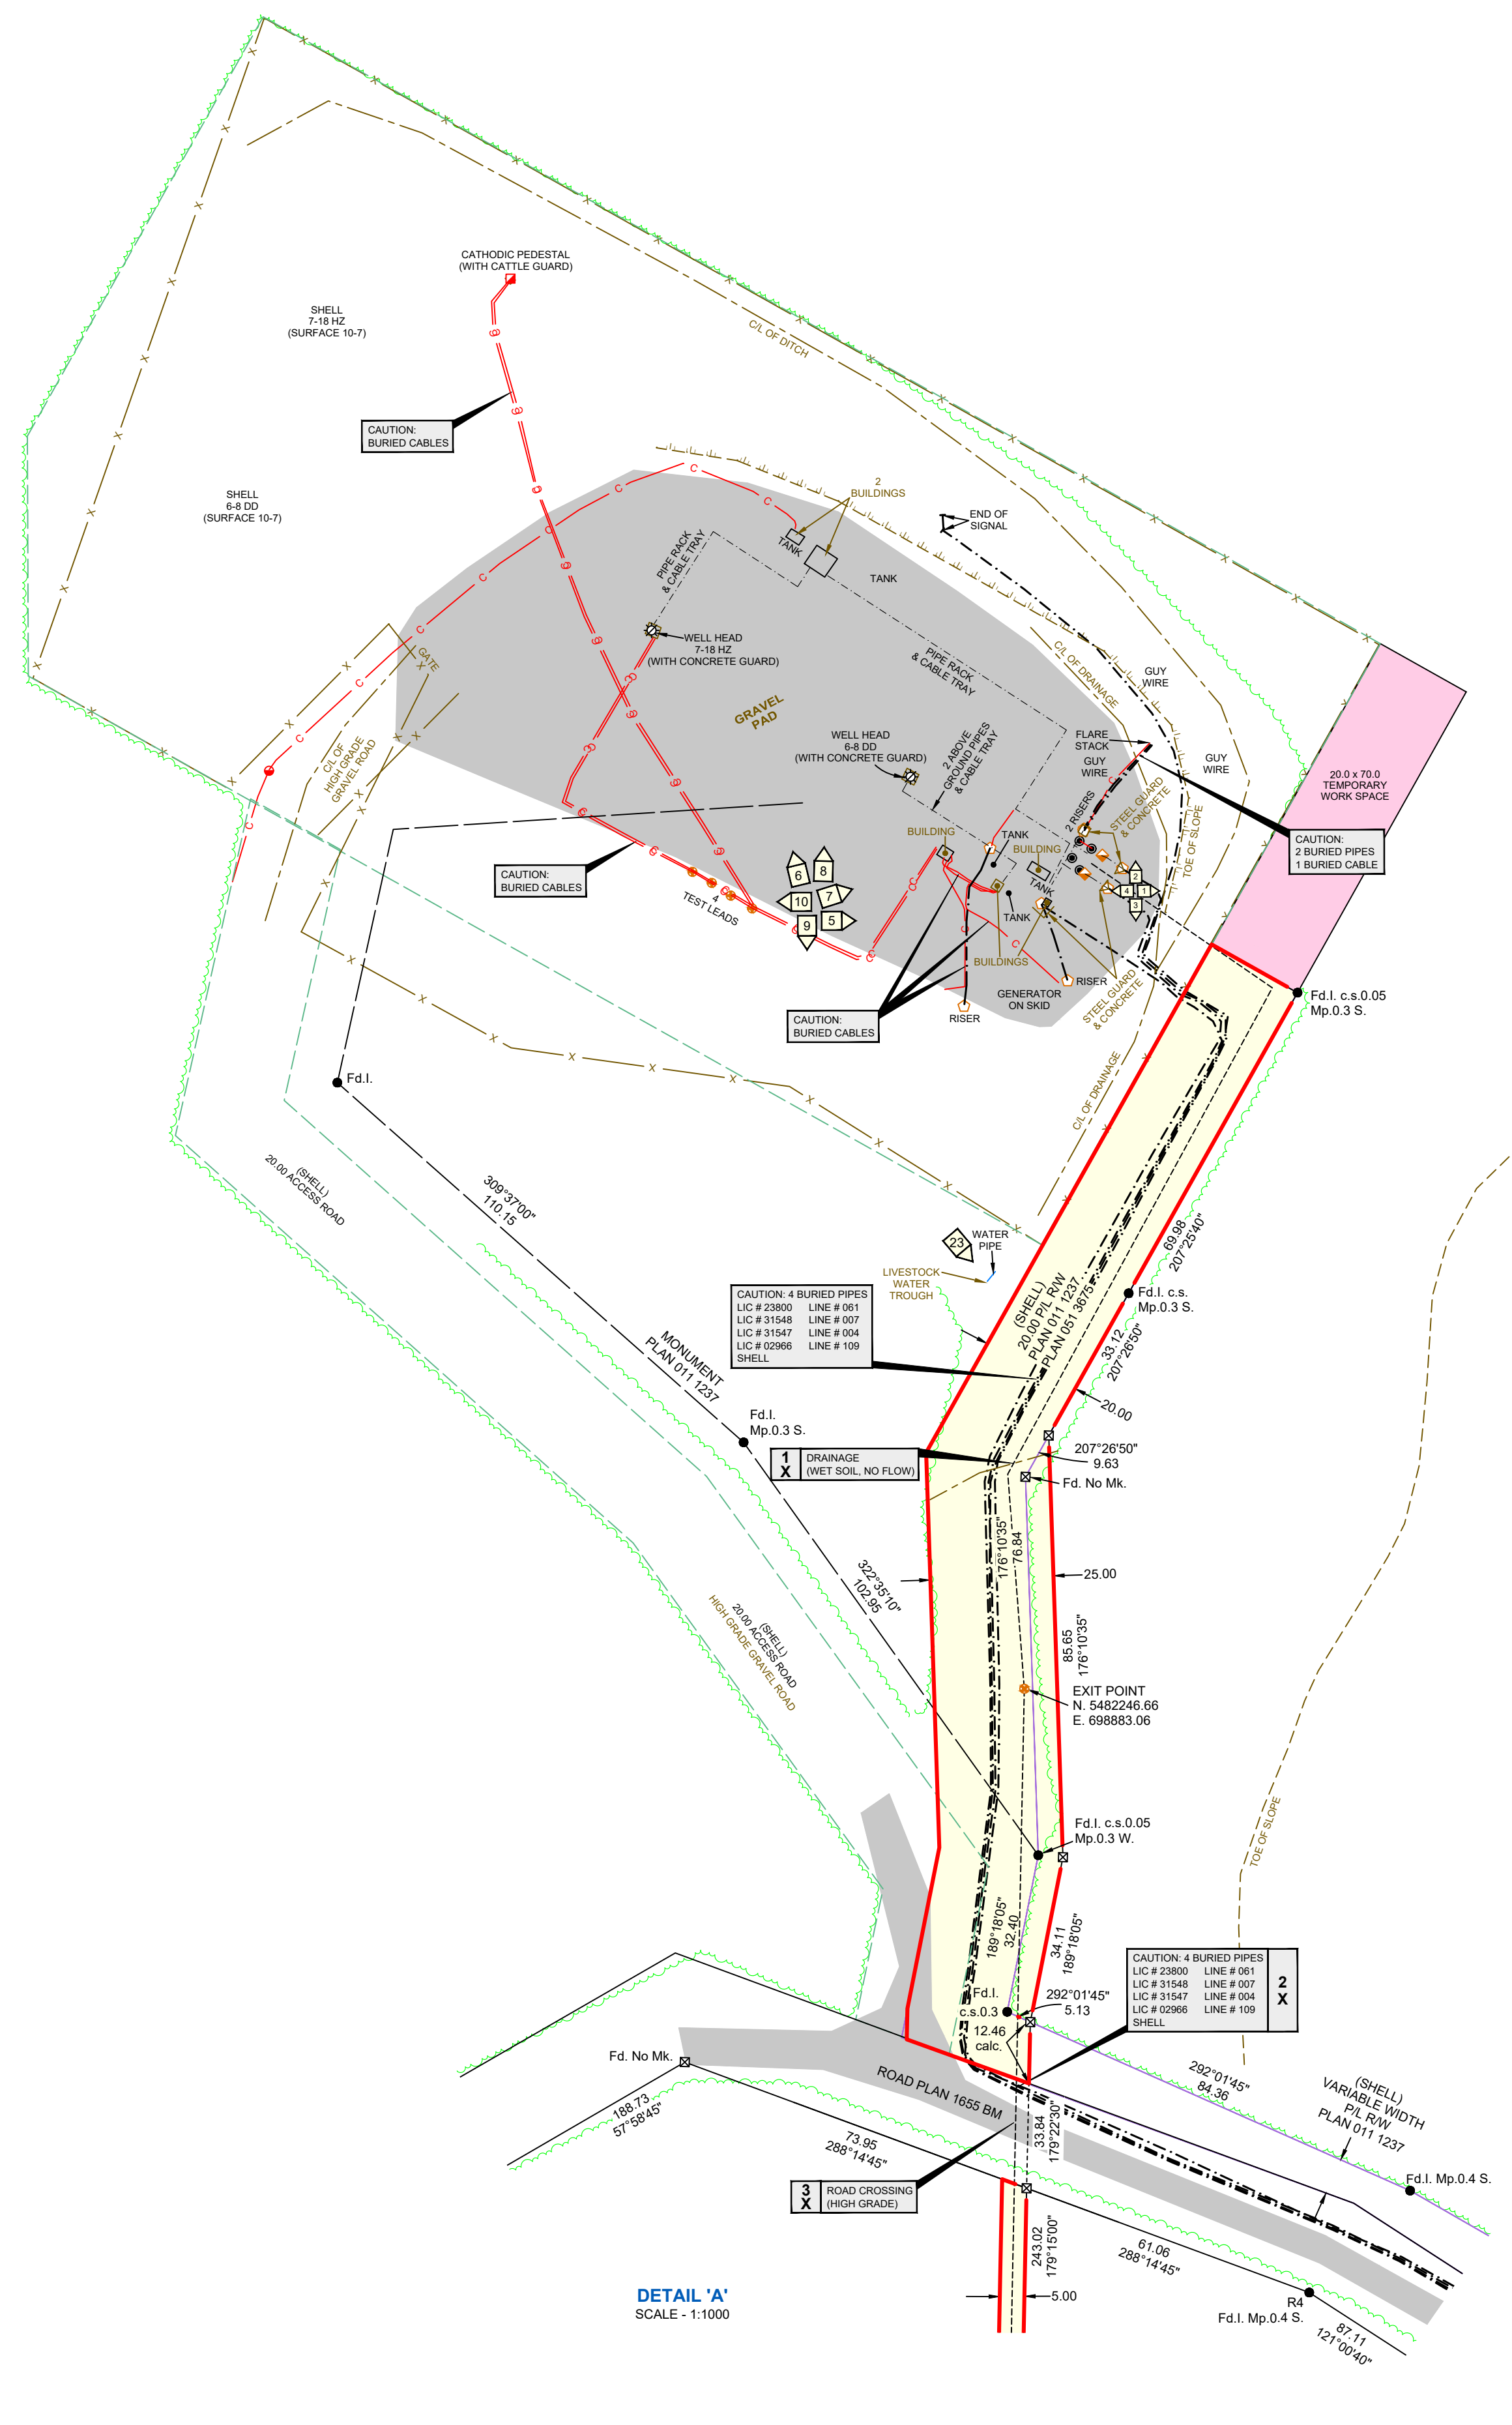 CATHODIC PEDESTAL
(WITH CATTLE GUARD)
SHELL
7-18 HZ
(SURFACE 10-7)
C/L OF DITCH
CAUTION:
BURIED CABLES
SHELL
6-8 DD
(SURFACE 10-7)
2
BUILDINGS
END OF
SIGNAL
TANK
PIPE RACK
& CABLE TRAY
TANK
WELL HEAD
7-18 HZ
(WITH CONCRETE GUARD)
GATE
PIPE RACK
& CABLE TRAY
C/L OF DRAINAGE
GUY
WIRE
GRAVEL
PAD
C/L OF
HIGH GRADE
GRAVEL ROAD
WELL HEAD
6-8 DD
(WITH CONCRETE GUARD)
2 ABOVE
GROUND PIPES
& CABLE TRAY
FLARE
STACK
GUY
WIRE
GUY
WIRE
20.0 x 70.0
TEMPORARY
WORK SPACE
2 RISERS
STEEL GUARD
& CONCRETE
TOE OF SLOPE
BUILDING
TANK
BUILDING
TANK
CAUTION:
2 BURIED PIPES
1 BURIED CABLE
CAUTION:
BURIED CABLES
4
TEST LEADS
6
8
10
7
9
5
2
4
1
3
TANK
BUILDINGS
RISER
GENERATOR
ON SKID
STEEL GUARD
& CONCRETE
RISER
CAUTION:
BURIED CABLES
Fd.I. c.s.0.05
Mp.0.3 S.
Fd.I.
C/L OF DRAINAGE
(SHELL)
20.00 ACCESS ROAD
309°37'00"
110.15
23
WATER
PIPE
LIVESTOCK
WATER
TROUGH
69.98
207°25'40"
(SHELL)
20.00 P/L R/W
PLAN 011 1237
PLAN 051 3675
Fd.I. c.s.
Mp.0.3 S.
CAUTION: 4 BURIED PIPES
LIC # 23800 LINE # 061
LIC # 31548 LINE # 007
LIC # 31547 LINE # 004
LIC # 02966 LINE # 109
SHELL
33.12
207°26'50"
MONUMENT
PLAN 011 1237
20.00
Fd.I.
Mp.0.3 S.
1
X
DRAINAGE
(WET SOIL, NO FLOW)
207°26'50"
9.63
Fd. No Mk.
176°10'35"
76.84
322°35'10"
102.95
25.00
(SHELL)
20.00 ACCESS ROAD
HIGH GRADE GRAVEL ROAD
85.65
176°10'35"
EXIT POINT
N. 5482246.66
E. 698883.06
TOE OF SLOPE
Fd.I. c.s.0.05
Mp.0.3 W.
189°18'05"
32.40
34.11
189°18'05"
CAUTION: 4 BURIED PIPES
LIC # 23800 LINE # 061
LIC # 31548 LINE # 007
LIC # 31547 LINE # 004
LIC # 02966 LINE # 109
SHELL
2
X
Fd.I.
c.s.0.3
292°01'45"
5.13
12.46
calc.
Fd. No Mk.
ROAD PLAN 1655 BM
292°01'45"
84.36
(SHELL)
VARIABLE WIDTH
P/L R/W
PLAN 011 1237
188.73
57°58'45"
73.95
288°14'45"
33.84
179°22'30"
Fd.I. Mp.0.4 S.
3
X
ROAD CROSSING
(HIGH GRADE)
243.02
179°15'00"
61.06
288°14'45"
5.00
DETAIL 'A'
SCALE - 1:1000
R4
Fd.I. Mp.0.4 S.
87.11
121°00'40"